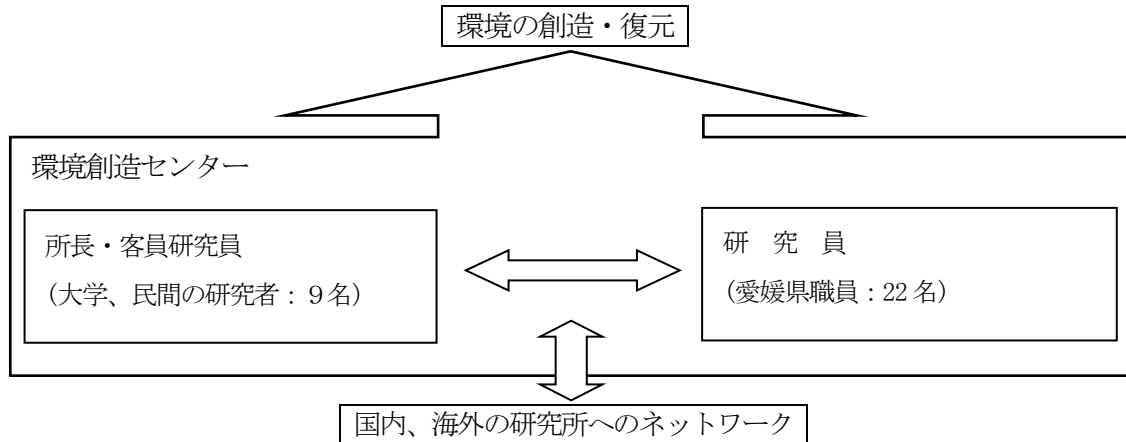 環境の創造・復元
環境創造センター
所長・客員研究員
（大学、民間の研究者：９名）
研　究　員
（愛媛県職員：22 名）
国内、海外の研究所へのネットワーク